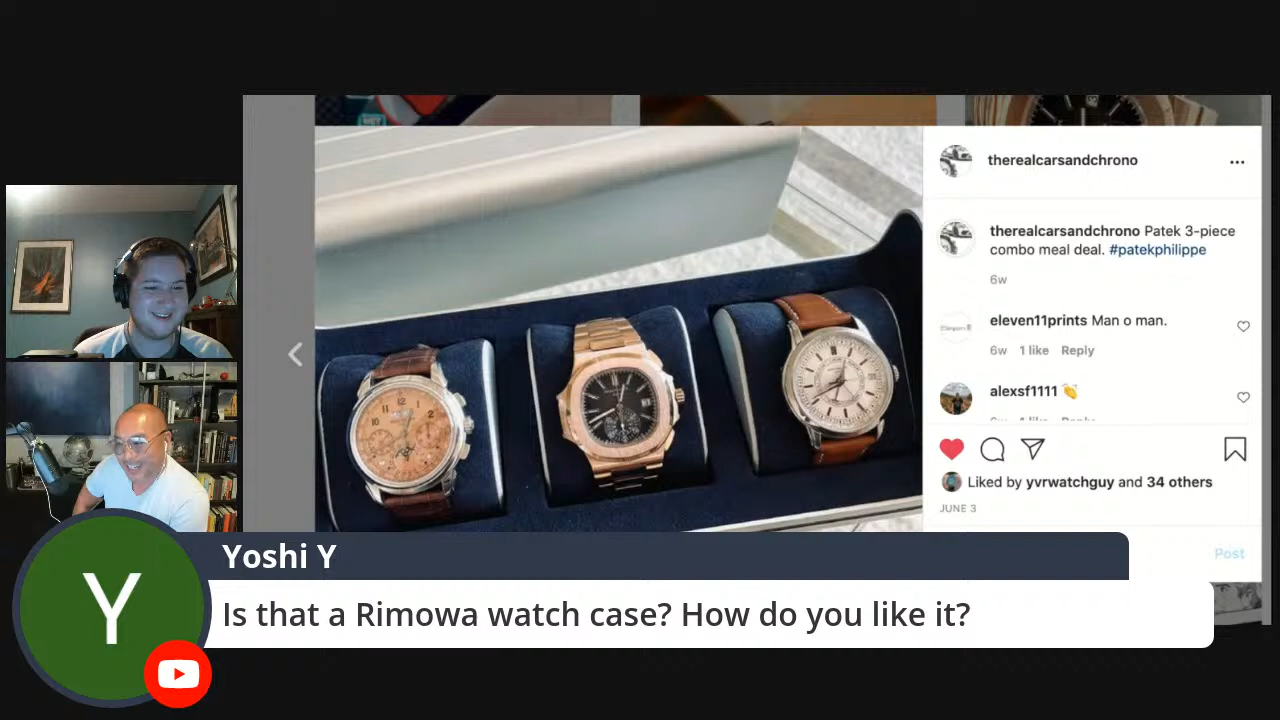 therealcarsandchrono
therealcarsandchrono Patek 3-piece
combo meal deal. #patekphilippe
6w
eleven11prints Man o man.
6w 1 like Reply
alexsf1111 👏
Liked by yvrwatchguy and 34 others
JUNE 3
Post
Yoshi Y
Y
Is that a Rimowa watch case? How do you like it?